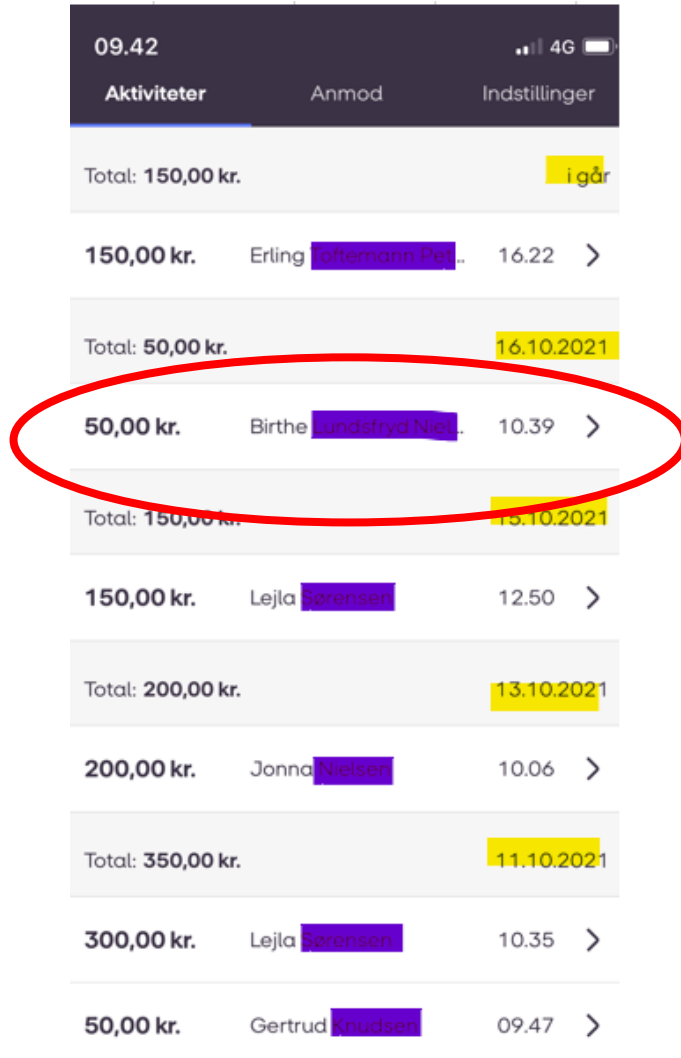 09.42 4G
Aktiviteter Anmod Indstillinger
Total: 150,00 kr. i går
150,00 kr. Erling .. 16.22
Total: 50,00 kr. 16.10.2021
50,00 kr. Birthe .. 10.39
Total: 150,00 kr. 15.10.2021
150,00 kr. Lejla 12.50
Total: 200,00 kr. 13.10.2021
200,00 kr. Jonna 10.06
Total: 350,00 kr. 11.10.2021
300,00 kr. Lejla 10.35
50,00 kr. Gertrud 09.47